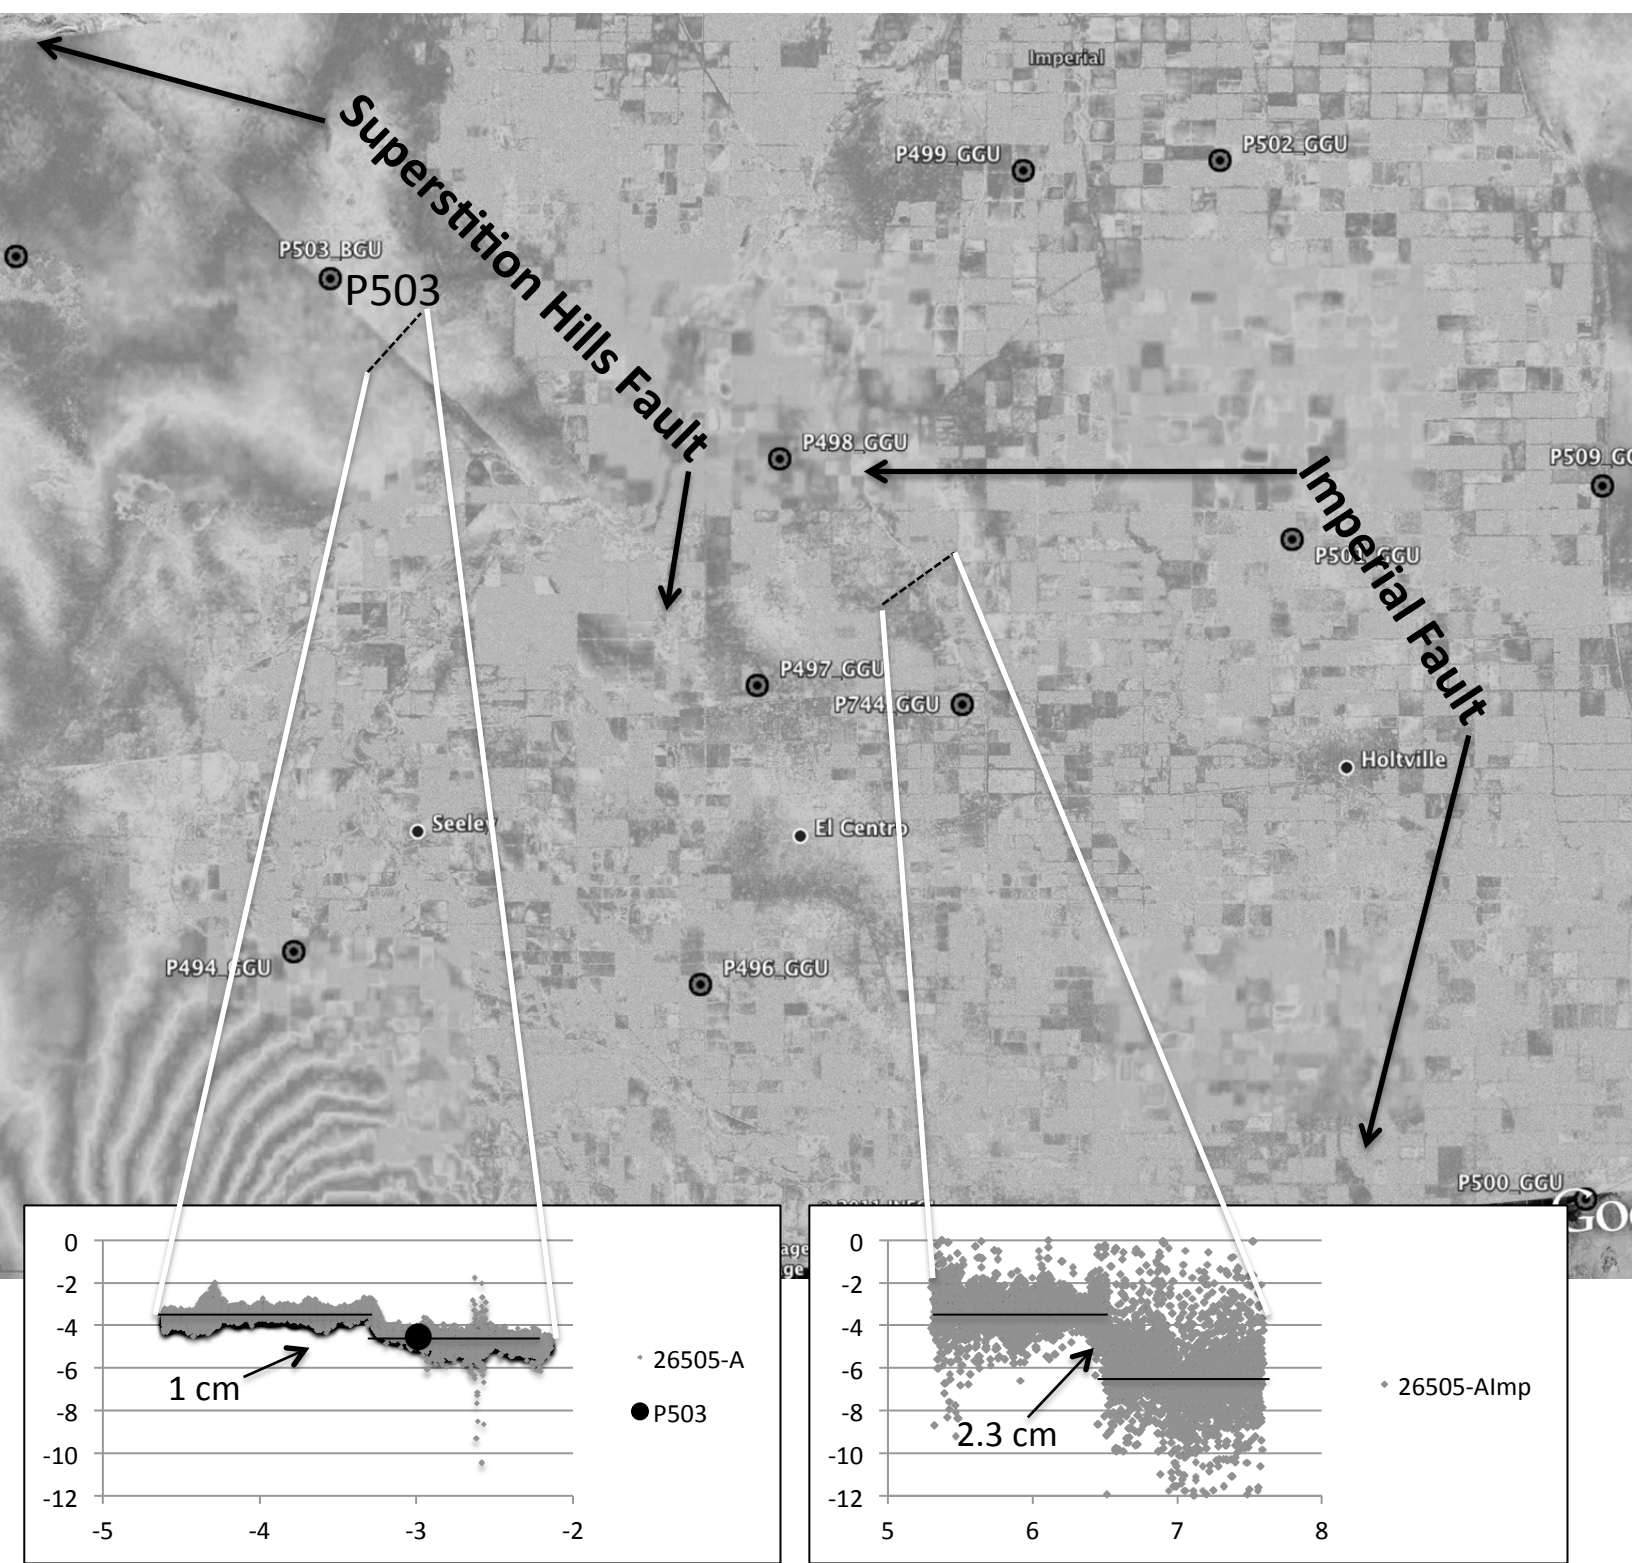 Imperial
P499_GGU
P502_GGU
Superstition Hills Fault
P503_BGU
P503
P498_GGU
P509_G
Imperial Fault
P501_GGU
P497_GGU
P744_GGU
Holtville
Seeley
El Centro
P494_GGU
P496_GGU
P500_GGU
0
-2
-4
-6
-8
-10
-12
-5
-4
-3
-2
1 cm
26505-A
P503
0
-2
-4
-6
-8
-10
-12
5
6
7
8
2.3 cm
26505-AImp